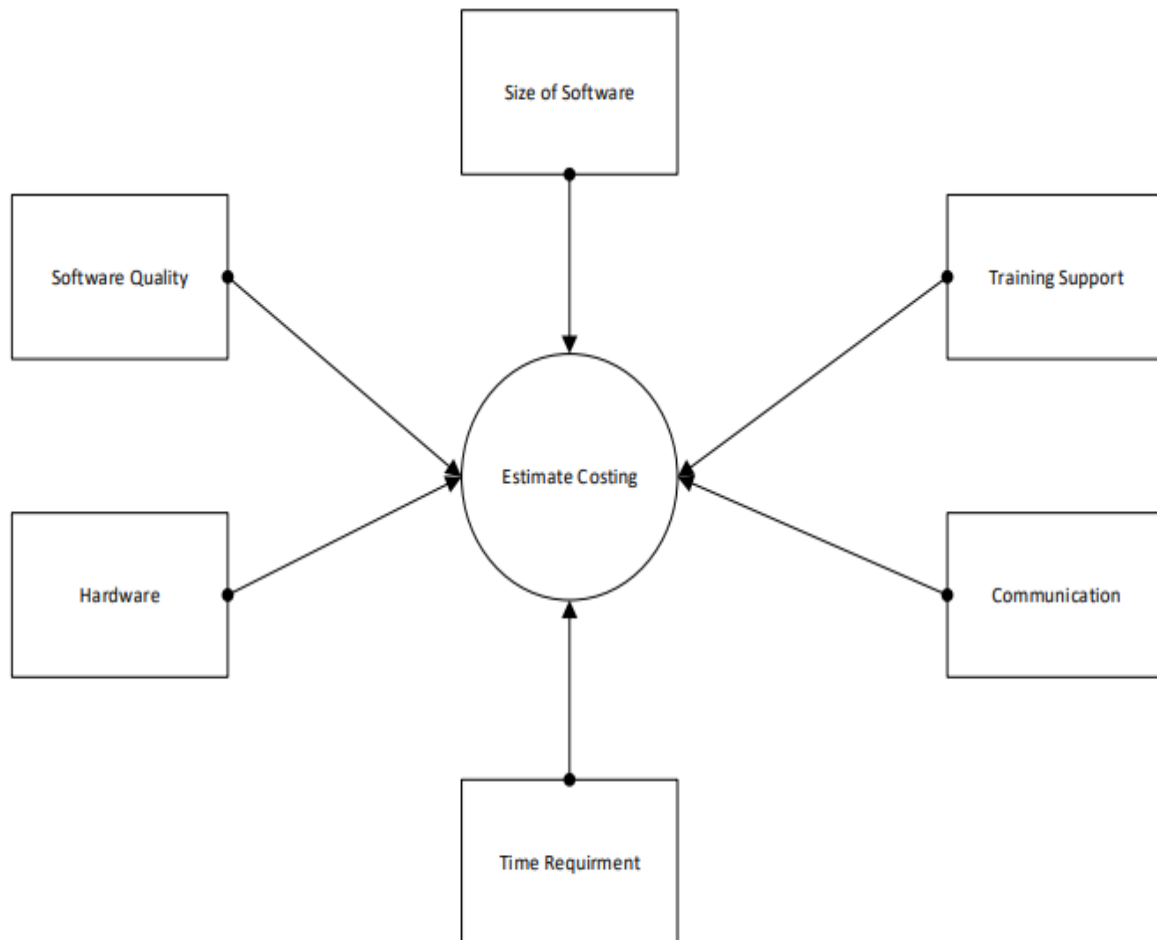 Size of Software
Software Quality
Training Support
Estimate Costing
Hardware
Communication
Time Requirment